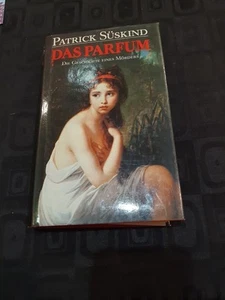 PATRICK SÜSKIND
DAS PARFUM
Die Geschichte eines Mörders